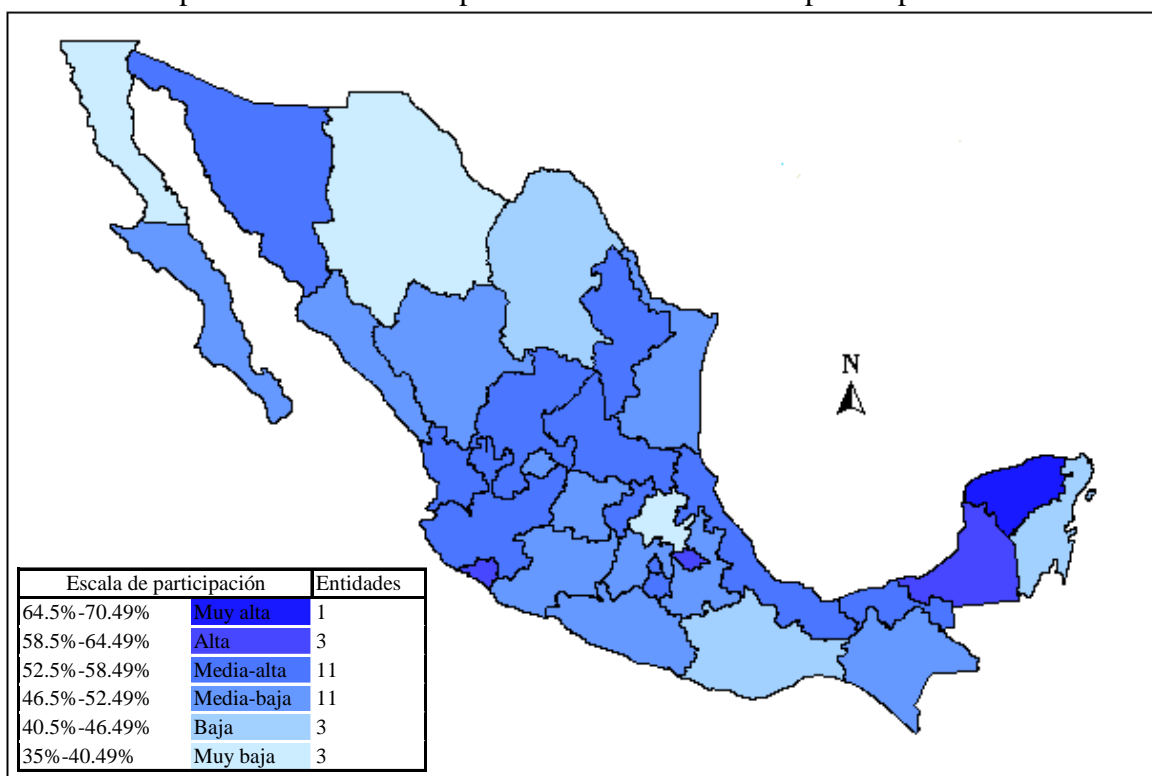 N
Escala de participación Entidades
64.5%-70.49% Muy alta 1
58.5%-64.49% Alta 3
52.5%-58.49% Media-alta 11
46.5%-52.49% Media-baja 11
40.5%-46.49% Baja 3
35%-40.49% Muy baja 3